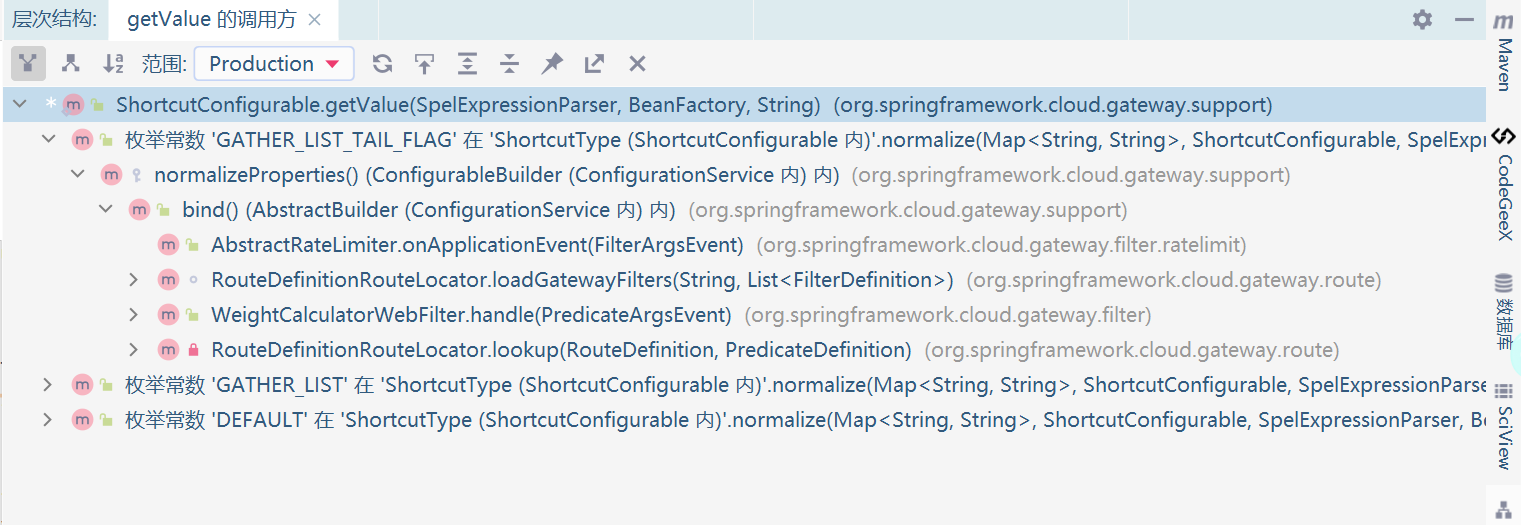 层次结构: getValue 的调用方
范围: Production
ShortcutConfigurable.getValue(SpelExpressionParser, BeanFactory, String) (org.springframework.cloud.gateway.support)
枚举常数 'GATHER_LIST_TAIL_FLAG' 在 'ShortcutType (ShortcutConfigurable 内)'.normalize(Map<String, String>, ShortcutConfigurable, SpelExpr
normalizeProperties() (ConfigurableBuilder (ConfigurationService 内) 内) (org.springframework.cloud.gateway.support)
bind() (AbstractBuilder (ConfigurationService 内) 内) (org.springframework.cloud.gateway.support)
AbstractRateLimiter.onApplicationEvent(FilterArgsEvent) (org.springframework.cloud.gateway.filter.ratelimit)
RouteDefinitionRouteLocator.loadGatewayFilters(String, List<FilterDefinition>) (org.springframework.cloud.gateway.route)
WeightCalculatorWebFilter.handle(PredicateArgsEvent) (org.springframework.cloud.gateway.filter)
RouteDefinitionRouteLocator.lookup(RouteDefinition, PredicateDefinition) (org.springframework.cloud.gateway.route)
枚举常数 'GATHER_LIST' 在 'ShortcutType (ShortcutConfigurable 内)'.normalize(Map<String, String>, ShortcutConfigurable, SpelExpressionParse
枚举常数 'DEFAULT' 在 'ShortcutType (ShortcutConfigurable 内)'.normalize(Map<String, String>, ShortcutConfigurable, SpelExpressionParser, Be
Maven
CodeGeeX
数据库
SciView